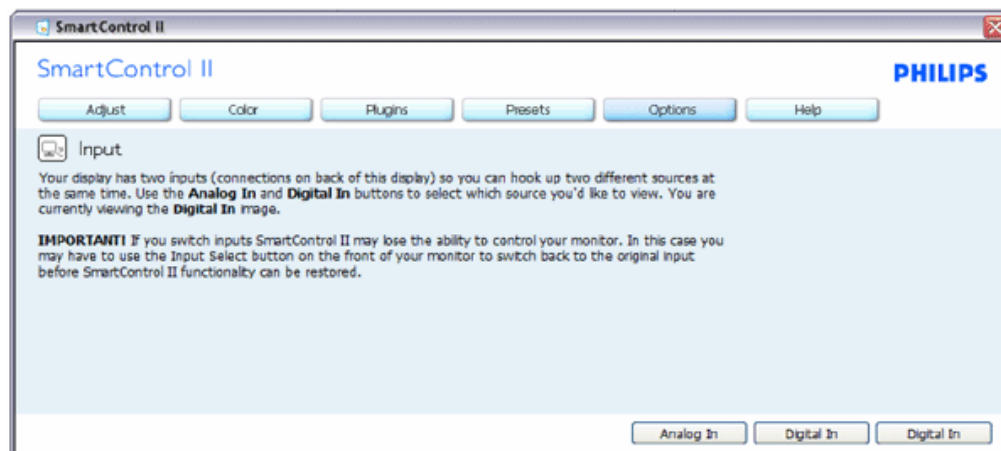 SmartControl II
SmartControl II
PHILIPS
Adjust Color Plugins Presets Options Help
Input
Your display has two inputs (connections on back of this display) so you can hook up two different sources at
the same time. Use the Analog In and Digital In buttons to select which source you'd like to view. You are
currently viewing the Digital In image.
IMPORTANT! If you switch inputs SmartControl II may lose the ability to control your monitor. In this case you
may have to use the Input Select button on the front of your monitor to switch back to the original input
before SmartControl II functionality can be restored.
Analog In Digital In Digital In